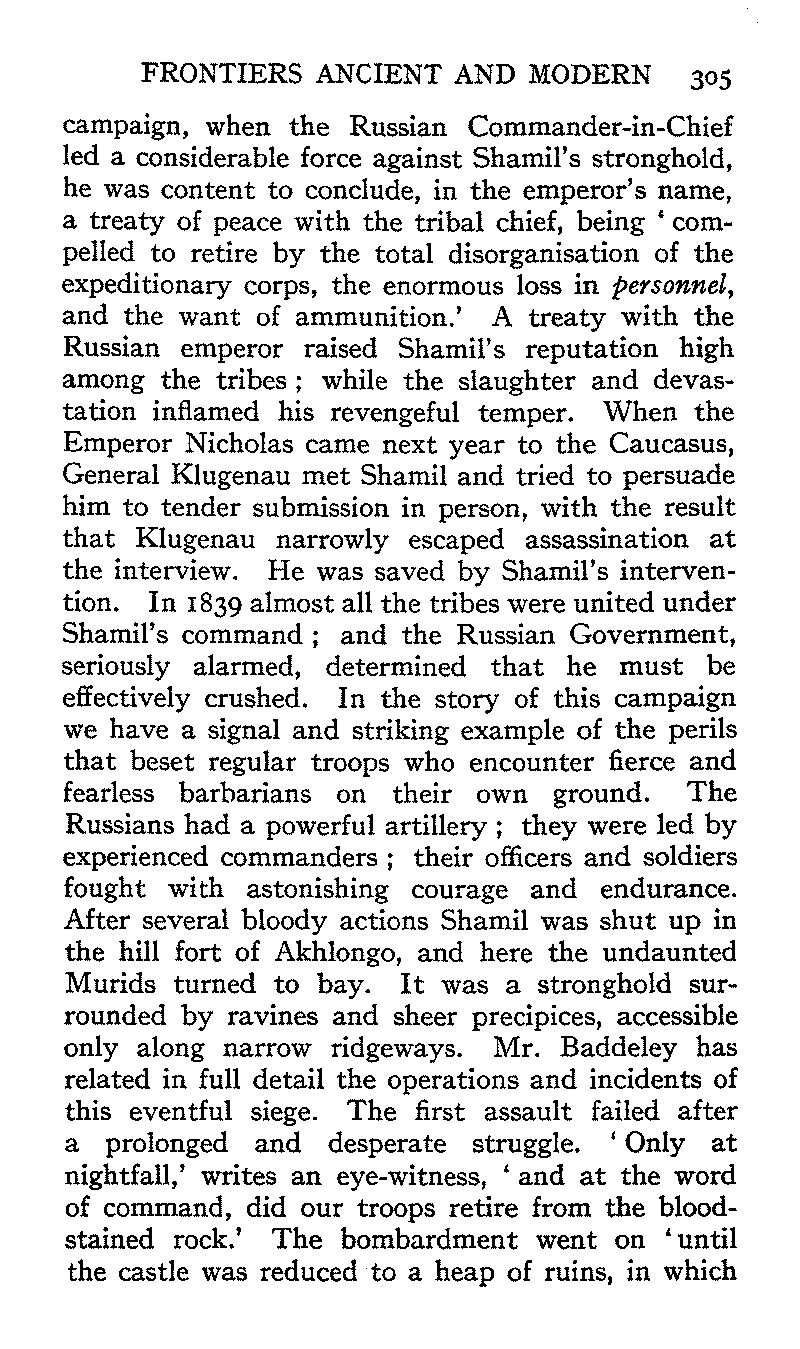 FRONTIERS ANCIENT AND MODERN 305
campaign, when the Russian Commander-in-Chief
led a considerable force against Shamil's stronghold,
he was content to conclude, in the emperor's name,
a treaty of peace with the tribal chief, being ‘ com-
pelled to retire by the total disorganisation of the
expeditionary corps, the enormous loss in personnel,
and the want of ammunition.’ A treaty with the
Russian emperor raised Shamil's reputation high
among the tribes ; while the slaughter and devas-
tation inflamed his revengeful temper. When the
Emperor Nicholas came next year to the Caucasus,
General Klugenau met Shamil and tried to persuade
him to tender submission in person, with the result
that Klugenau narrowly escaped assassination at
the interview. He was saved by Shamil's interven-
tion. In 1839 almost all the tribes were united under
Shamil's command ; and the Russian Government,
seriously alarmed, determined that he must be
effectively crushed. In the story of this campaign
we have a signal and striking example of the perils
that beset regular troops who encounter fierce and
fearless barbarians on their own ground. The
Russians had a powerful artillery ; they were led by
experienced commanders ; their officers and soldiers
fought with astonishing courage and endurance.
After several bloody actions Shamil was shut up in
the hill fort of Akhlongo, and here the undaunted
Murids turned to bay. It was a stronghold sur-
rounded by ravines and sheer precipices, accessible
only along narrow ridgeways. Mr. Baddeley has
related in full detail the operations and incidents of
this eventful siege. The first assault failed after
a prolonged and desperate struggle. ‘ Only at
nightfall,’ writes an eye-witness, ‘ and at the word
of command, did our troops retire from the blood-
stained rock.’ The bombardment went on ‘ until
the castle was reduced to a heap of ruins, in which